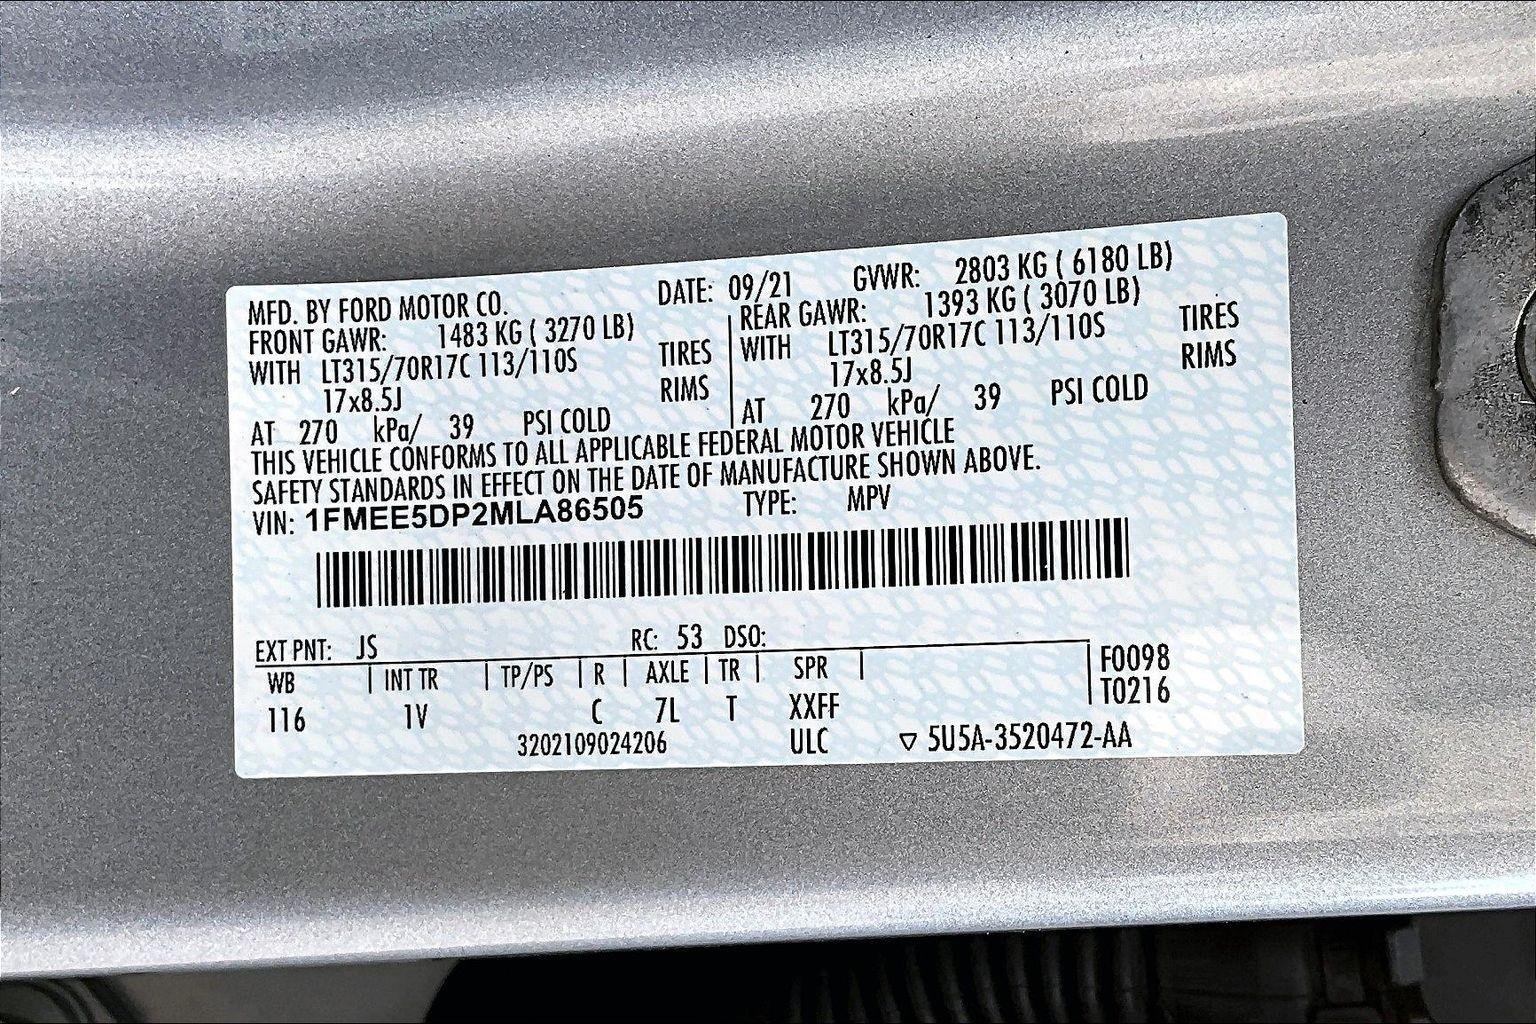 MFD. BY FORD MOTOR CO. DATE: 09/21 GVWR: 2803 KG ( 6180 LB)
FRONT GAWR: 1483 KG ( 3270 LB) REAR GAWR: 1393 KG ( 3070 LB)
WITH LT315/70R17C 113/110S TIRES WITH LT315/70R17C 113/110S TIRES
17x8.5J RIMS 17x8.5J RIMS
AT 270 kPa/ 39 PSI COLD AT 270 kPa/ 39 PSI COLD
THIS VEHICLE CONFORMS TO ALL APPLICABLE FEDERAL MOTOR VEHICLE
SAFETY STANDARDS IN EFFECT ON THE DATE OF MANUFACTURE SHOWN ABOVE.
VIN: 1FMEE5DP2MLA86505 TYPE: MPV
EXT PNT: JS RC: 53 DSO:
WB INT TR TP/PS R AXLE TR SPR F0098
116 1V C 7L T XXFF T0216
3202109024206 ULC ▽ 5U5A-3520472-AA